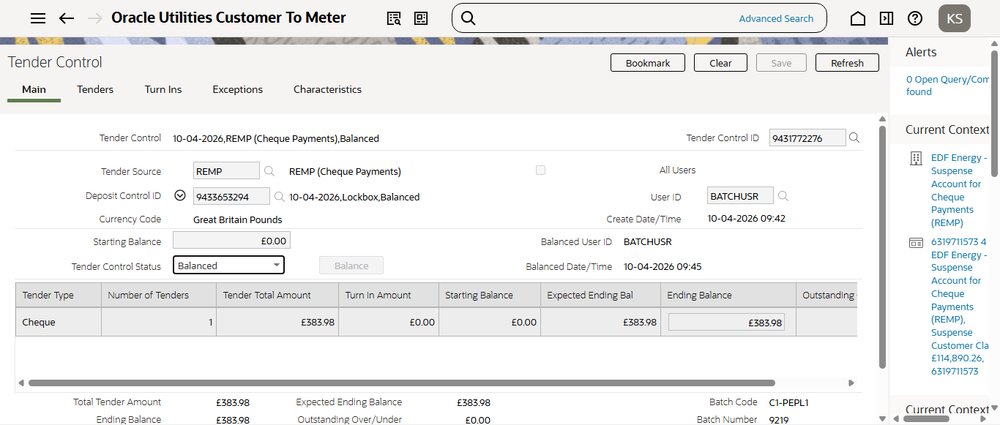 Oracle Utilities Customer To Meter
Advanced Search
KS
Tender Control
Bookmark
Clear
Save
Refresh
Main
Tenders
Turn Ins
Exceptions
Characteristics
Tender Control 10-04-2026,REMP (Cheque Payments),Balanced
Tender Control ID 9431772276
Tender Source REMP REMP (Cheque Payments)
All Users
Deposit Control ID 9433653294 10-04-2026,Lockbox,Balanced
User ID BATCHUSR
Currency Code Great Britain Pounds
Create Date/Time 10-04-2026 09:42
Starting Balance £0.00
Balanced User ID BATCHUSR
Tender Control Status Balanced Balance
Balanced Date/Time 10-04-2026 09:45
Tender Type Number of Tenders Tender Total Amount Turn In Amount Starting Balance Expected Ending Bal Ending Balance Outstanding
Cheque 1 £383.98 £0.00 £0.00 £383.98 £383.98
Total Tender Amount £383.98 Expected Ending Balance £383.98 Batch Code C1-PEPL1
Ending Balance £383.98 Outstanding Over/Under £0.00 Batch Number 9219
Alerts
0 Open Query/Com
found
Current Context
EDF Energy -
Suspense
Account for
Cheque
Payments
(REMP)
6319711573 4
EDF Energy -
Suspense
Account for
Cheque
Payments
(REMP),
Suspense
Customer Cla
£114,890.26,
6319711573
Current Context